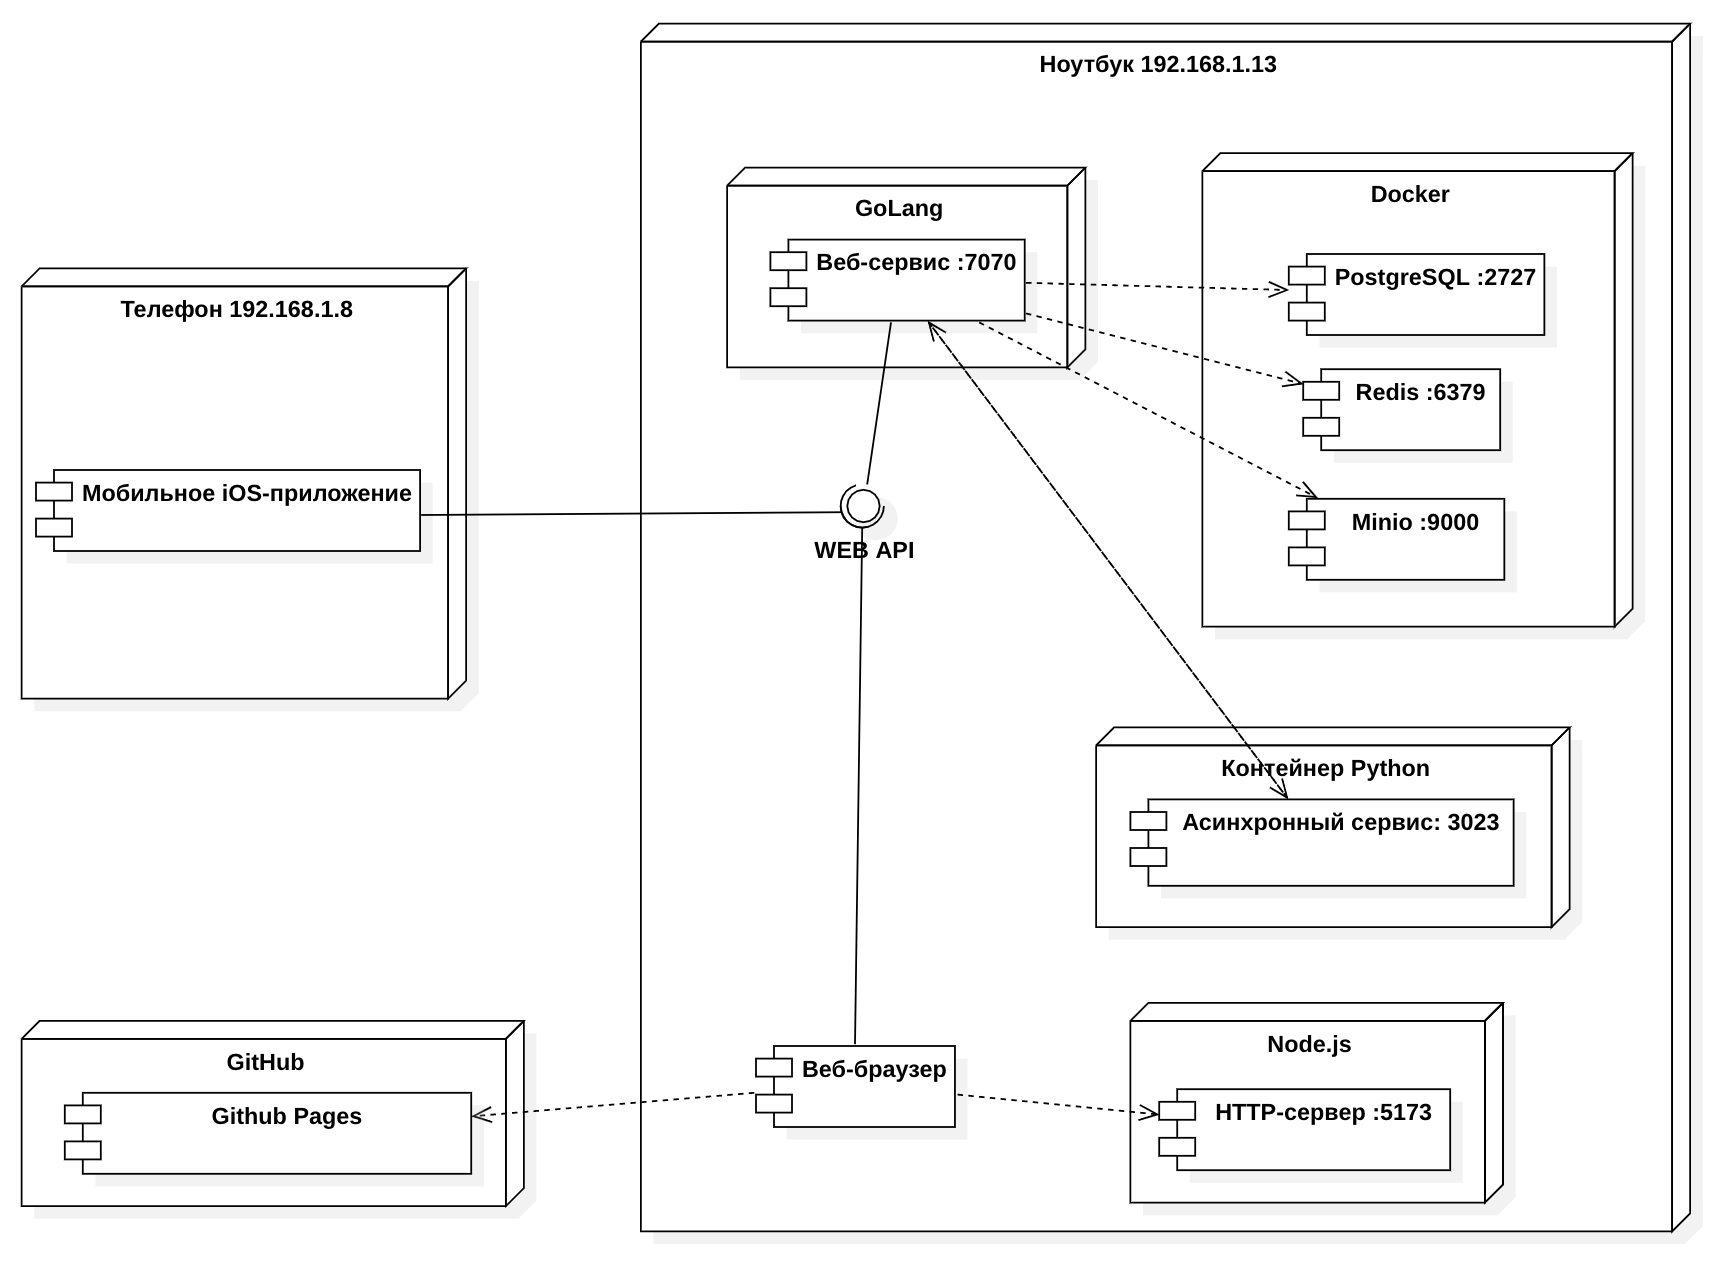 Ноутбук 192.168.1.13
GoLang
Веб-сервис :7070
Docker
PostgreSQL :2727
Redis :6379
Minio :9000
Телефон 192.168.1.8
Мобильное iOS-приложение
WEB API
Контейнер Python
Асинхронный сервис: 3023
GitHub
Github Pages
Веб-браузер
Node.js
HTTP-сервер :5173